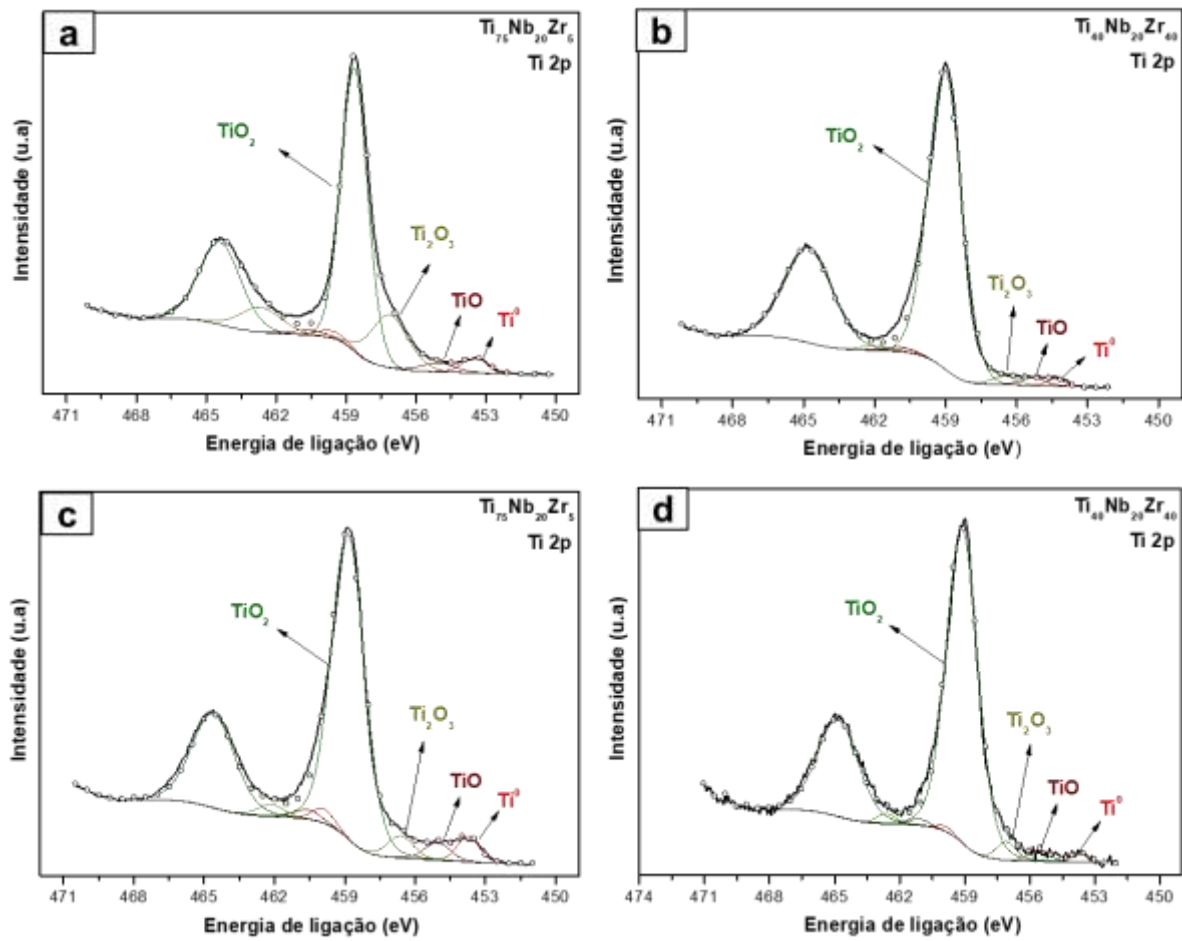 a
Ti₇₅Nb₂₀Zr₅
Ti 2p
TiO₂
Ti₂O₃
TiO
Ti⁰
Intensidade (u.a)
471 468 465 462 459 456 453 450
Energia de ligação (eV)
b
Ti₄₀Nb₂₀Zr₄₀
Ti 2p
TiO₂
Ti₂O₃
TiO
Ti⁰
Intensidade (u.a)
471 468 465 462 459 456 453 450
Energia de ligação (eV)
c
Ti₇₅Nb₂₀Zr₅
Ti 2p
TiO₂
Ti₂O₃
TiO
Ti⁰
Intensidade (u.a)
471 468 465 462 459 456 453 450
Energia de ligação (eV)
d
Ti₄₀Nb₂₀Zr₄₀
Ti 2p
TiO₂
Ti₂O₃
TiO
Ti⁰
Intensidade (u.a)
474 471 468 465 462 459 456 453 450
Energia de ligação (eV)